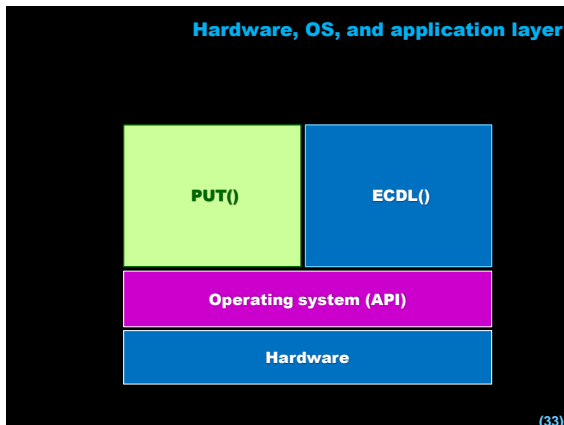 Hardware, OS, and application layer
PUT()
ECDL()
Operating system (API)
Hardware
(33)